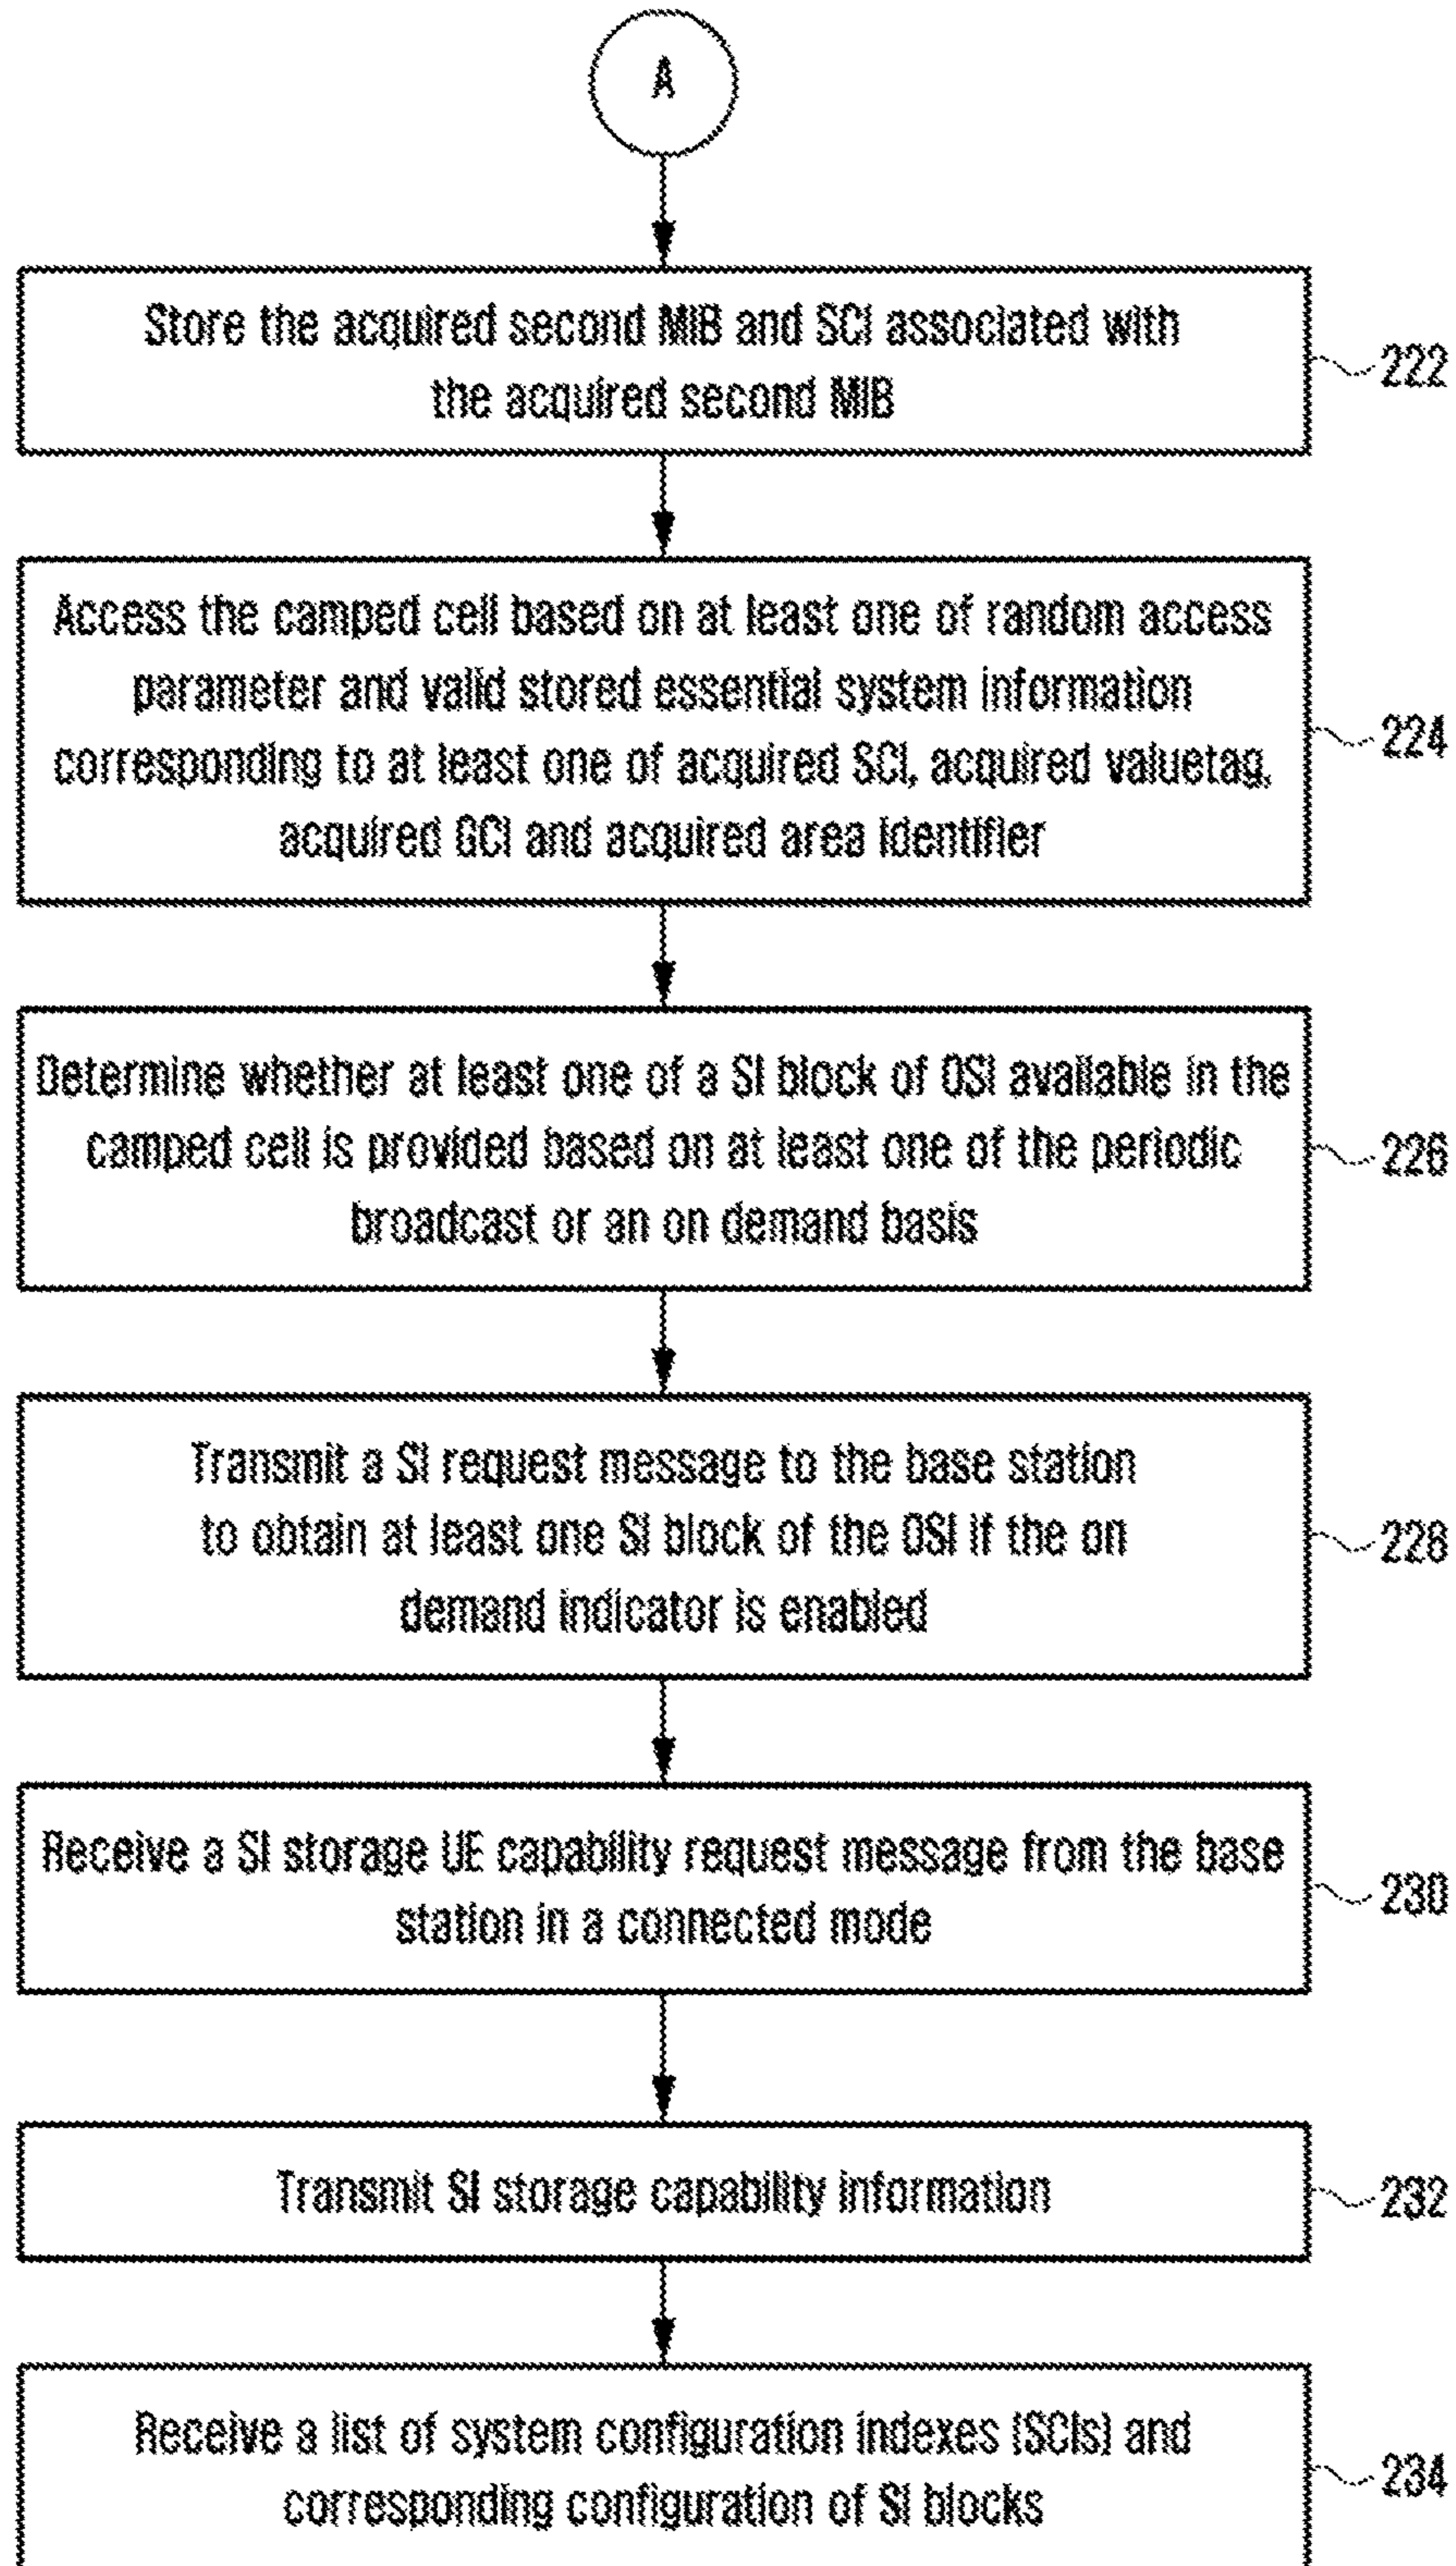 A
Store the acquired second MIB and SCI associated with
the acquired second MIB
222
Access the camped cell based on at least one of random access
parameter and valid stored essential system information
corresponding to at least one of acquired SCI, acquired valuetag,
acquired GCI and acquired area identifier
224
Determine whether at least one of a SI block of OSI available in the
camped cell is provided based on at least one of the periodic
broadcast or an on demand basis
226
Transmit a SI request message to the base station
to obtain at least one SI block of the OSI if the on
demand indicator is enabled
228
Receive a SI storage UE capability request message from the base
station in a connected mode
230
Transmit SI storage capability information
232
Receive a list of system configuration indexes (SCIs) and
corresponding configuration of SI blocks
234